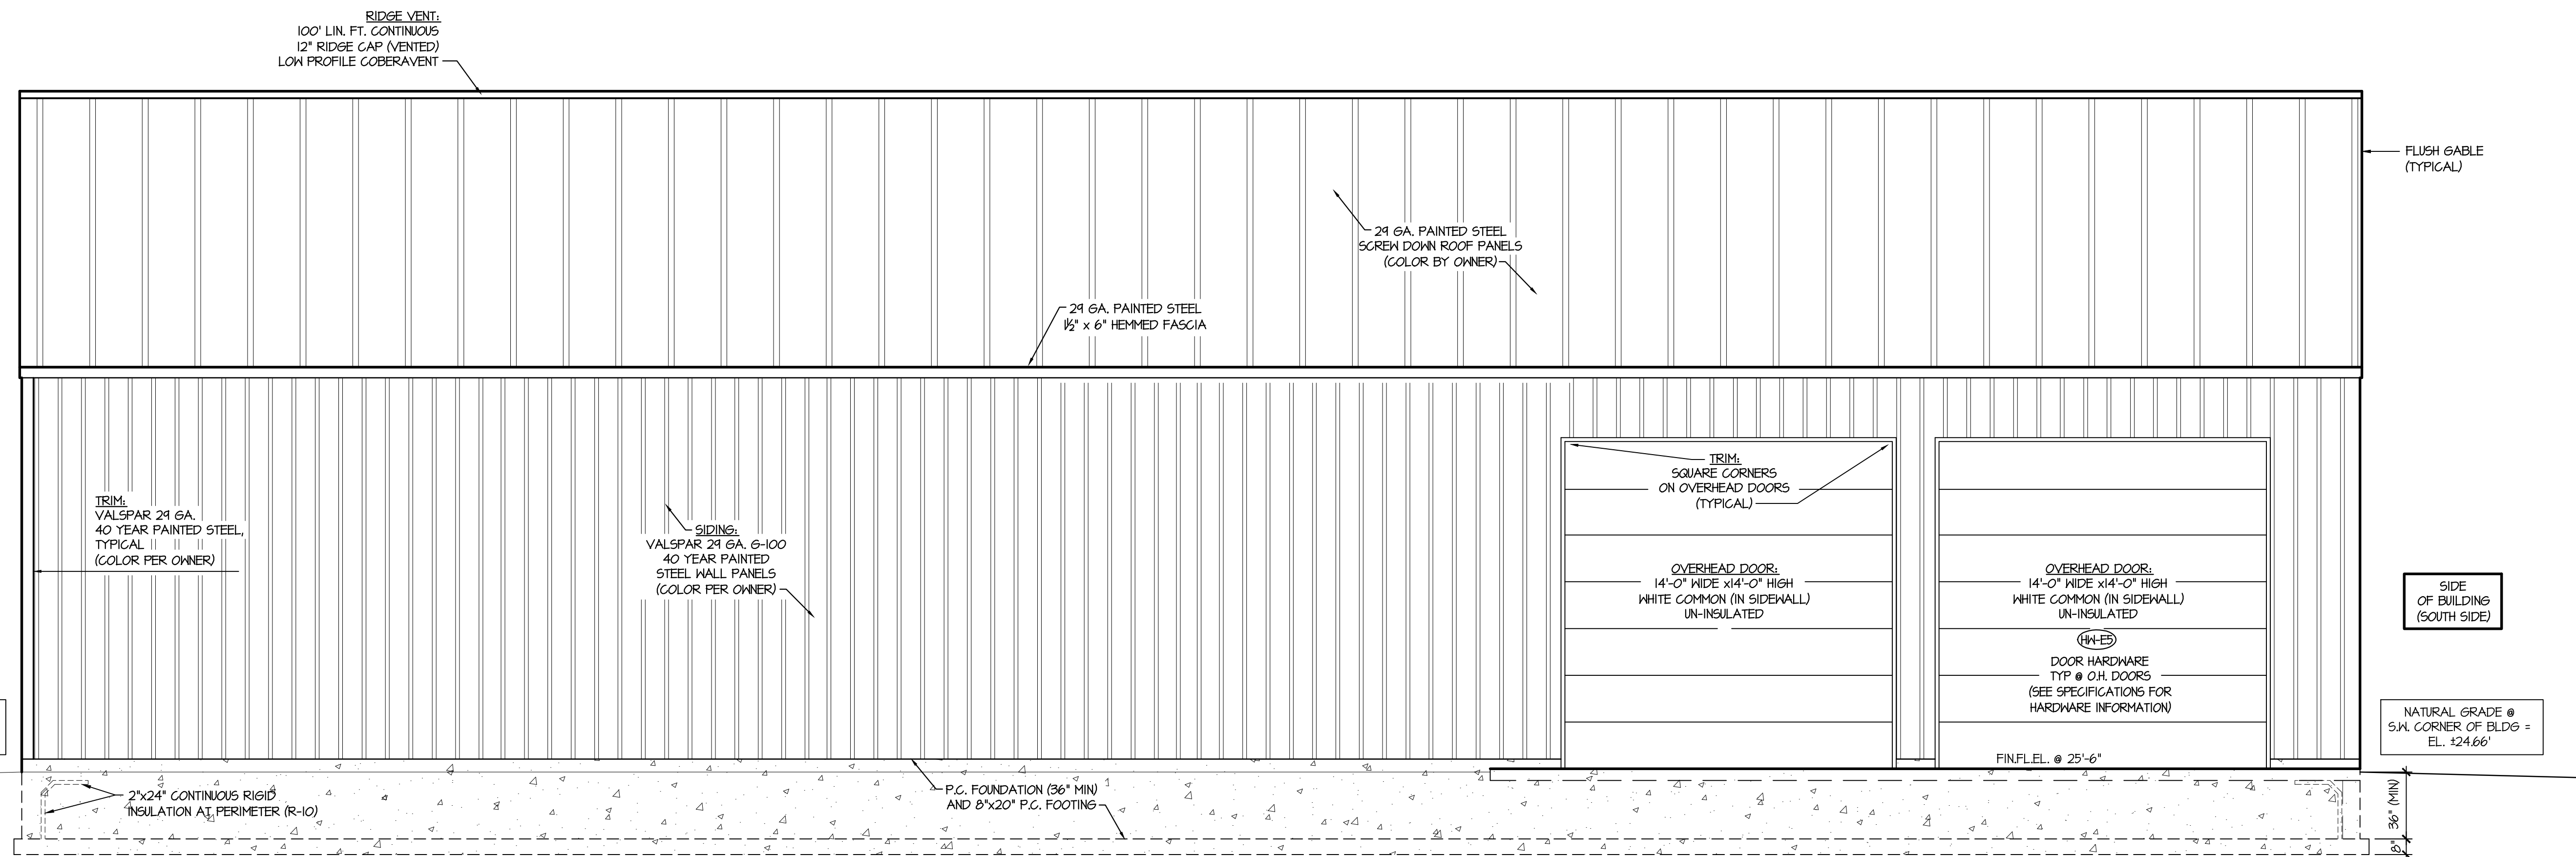 RIDGE VENT:
100' LIN. FT. CONTINUOUS
12" RIDGE CAP (VENTED)
LOW PROFILE COBERAVENT
FLUSH GABLE
(TYPICAL)
29 GA. PAINTED STEEL
SCREW DOWN ROOF PANELS
(COLOR BY OWNER)
29 GA. PAINTED STEEL
1½" x 6" HEMMED FASCIA
TRIM:
VALSPAR 29 GA.
40 YEAR PAINTED STEEL,
TYPICAL
(COLOR PER OWNER)
SIDING:
VALSPAR 29 GA. G-100
40 YEAR PAINTED
STEEL WALL PANELS
(COLOR PER OWNER)
TRIM:
SQUARE CORNERS
ON OVERHEAD DOORS
(TYPICAL)
OVERHEAD DOOR:
14'-0" WIDE x14'-0" HIGH
WHITE COMMON (IN SIDEWALL)
UN-INSULATED
OVERHEAD DOOR:
14'-0" WIDE x14'-0" HIGH
WHITE COMMON (IN SIDEWALL)
UN-INSULATED
HW-E5
DOOR HARDWARE
TYP @ O.H. DOORS
(SEE SPECIFICATIONS FOR
HARDWARE INFORMATION)
SIDE
OF BUILDING
(SOUTH SIDE)
NATURAL GRADE @
S.W. CORNER OF BLDG =
EL. ±24.66'
FIN.FL.EL. @ 25'-6"
2"x24" CONTINUOUS RIGID
INSULATION AT PERIMETER (R-10)
P.C. FOUNDATION (36" MIN)
AND 8"x20" P.C. FOOTING
36" (MIN)
8"